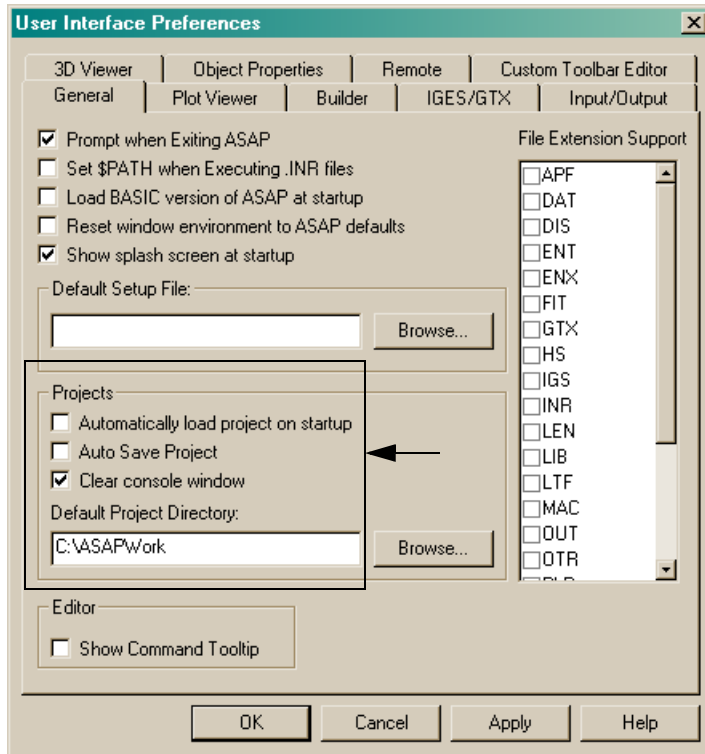 User Interface Preferences
3D Viewer Object Properties Remote Custom Toolbar Editor
General Plot Viewer Builder IGES/GTX Input/Output
Prompt when Exiting ASAP
Set $PATH when Executing .INR files
Load BASIC version of ASAP at startup
Reset window environment to ASAP defaults
Show splash screen at startup
Default Setup File:
Browse...
Projects
Automatically load project on startup
Auto Save Project
Clear console window
Default Project Directory:
C:\ASAPWork
Browse...
Editor
Show Command Tooltip
File Extension Support
APF
DAT
DIS
ENT
ENX
FIT
GTX
HS
IGS
INR
LEN
LIB
LTF
MAC
OUT
OTR
OK Cancel Apply Help